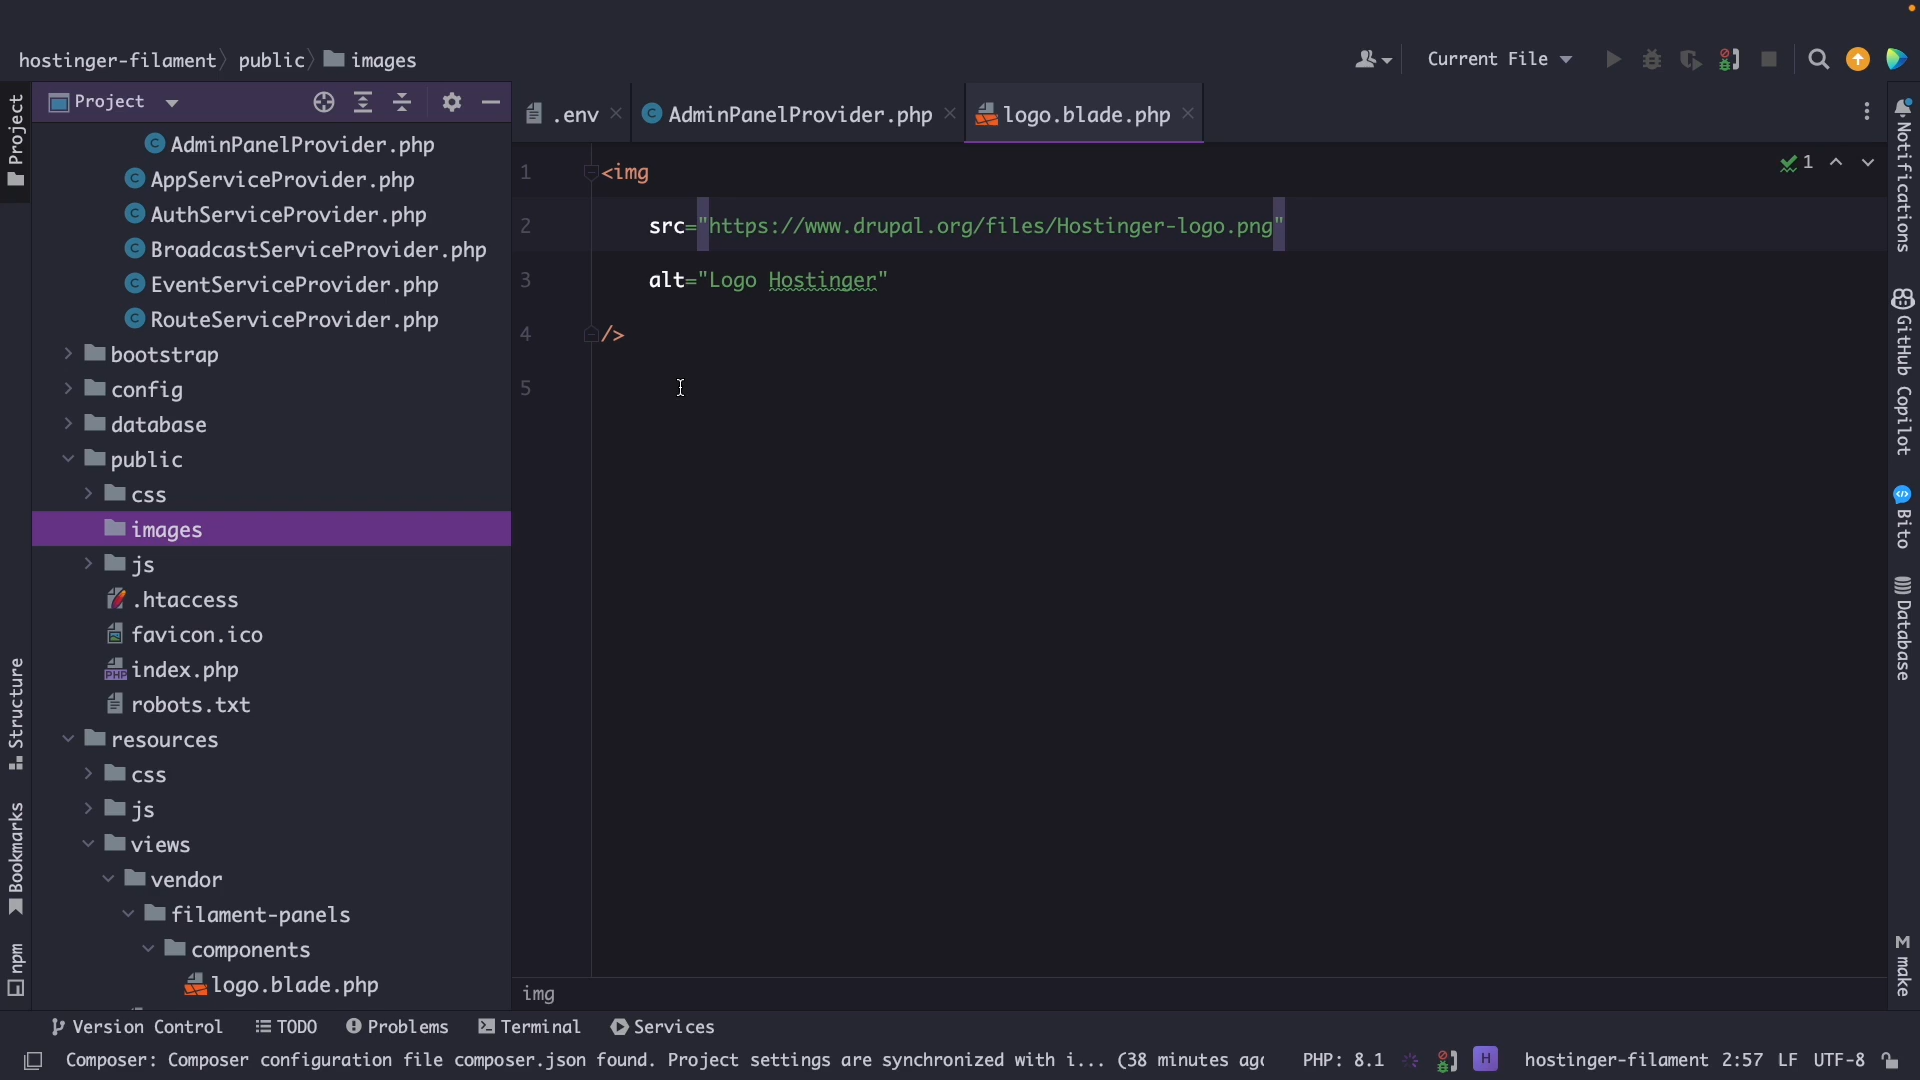 hostinger-filament public images
Current File
Project
Project
.env
AdminPanelProvider.php
logo.blade.php
AdminPanelProvider.php
AppServiceProvider.php
AuthServiceProvider.php
BroadcastServiceProvider.php
EventServiceProvider.php
RouteServiceProvider.php
bootstrap
config
database
public
css
images
js
.htaccess
favicon.ico
index.php
robots.txt
resources
css
js
views
vendor
filament-panels
components
logo.blade.php
1 <img
2 src="https://www.drupal.org/files/Hostinger-logo.png"
3 alt="Logo Hostinger"
4 />
5
1
img
Structure
Bookmarks
npm
Notifications
GitHub Copilot
Bito
Database
M make
Version Control
TODO
Problems
Terminal
Services
Composer: Composer configuration file composer.json found. Project settings are synchronized with i... (38 minutes ago
PHP: 8.1
H
hostinger-filament 2:57 LF UTF-8